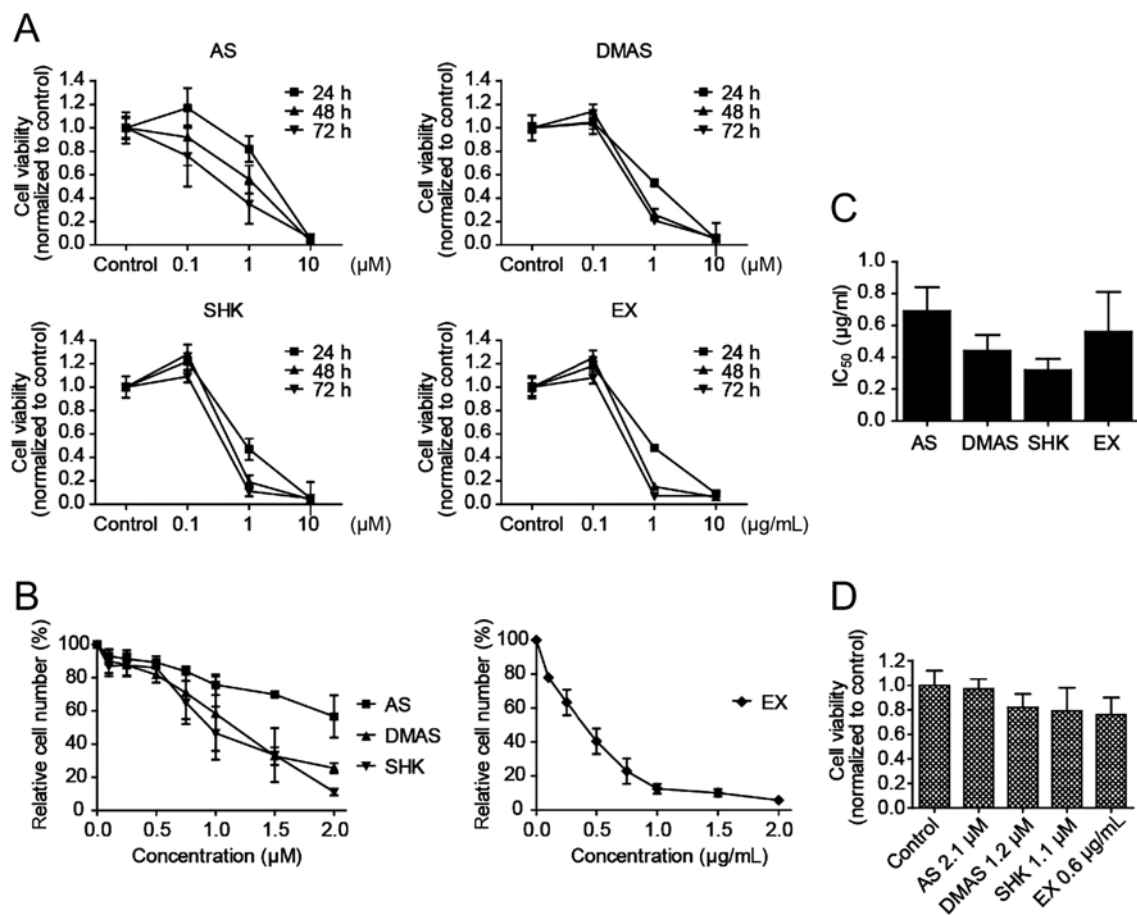 A
AS
Cell viability
(normalized to control)
1.4
1.2
1.0
0.8
0.6
0.4
0.2
0.0
24 h
48 h
72 h
Control 0.1 1 10 (µM)
DMAS
Cell viability
(normalized to control)
1.4
1.2
1.0
0.8
0.6
0.4
0.2
0.0
24 h
48 h
72 h
Control 0.1 1 10 (µM)
SHK
Cell viability
(normalized to control)
1.4
1.2
1.0
0.8
0.6
0.4
0.2
0.0
24 h
48 h
72 h
Control 0.1 1 10 (µM)
EX
Cell viability
(normalized to control)
1.4
1.2
1.0
0.8
0.6
0.4
0.2
0.0
24 h
48 h
72 h
Control 0.1 1 10 (µg/mL)
B
Relative cell number (%)
100
80
60
40
20
0
AS
DMAS
SHK
0.0 0.5 1.0 1.5 2.0
Concentration (µM)
Relative cell number (%)
100
80
60
40
20
0
EX
0.0 0.5 1.0 1.5 2.0
Concentration (µg/mL)
C
IC₅₀ (µg/ml)
1.0
0.8
0.6
0.4
0.2
0.0
AS DMAS SHK EX
D
Cell viability
(normalized to control)
1.2
1.0
0.8
0.6
0.4
0.2
0.0
Control
AS 2.1 µM
DMAS 1.2 µM
SHK 1.1 µM
EX 0.6 µg/mL